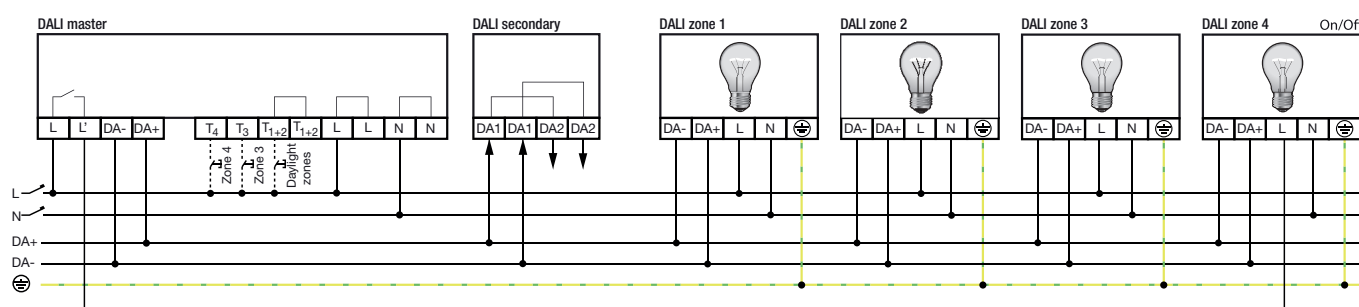 DALI master DALI secondary DALI zone 1 DALI zone 2 DALI zone 3 DALI zone 4 On/Off
L L' DA- DA+ T4 T3 T1+2 T1+2 L L N N DA1 DA1 DA2 DA2 DA- DA+ L N DA- DA+ L N DA- DA+ L N DA- DA+ L N
Zone 4
Zone 3
Daylight
zones
L
N
DA+
DA-